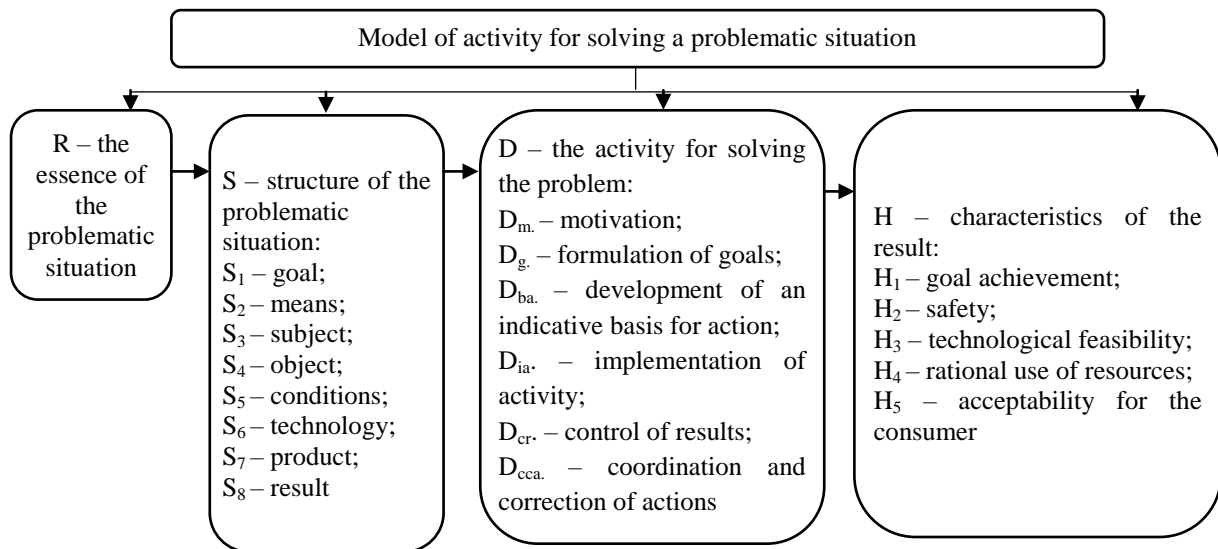 Model of activity for solving a problematic situation
R – the
essence of
the
problematic
situation
S – structure of the
problematic
situation:
S₁ – goal;
S₂ – means;
S₃ – subject;
S₄ – object;
S₅ – conditions;
S₆ – technology;
S₇ – product;
S₈ – result
D – the activity for solving
the problem:
Dm. – motivation;
Dg. – formulation of goals;
Dba. – development of an
indicative basis for action;
Dia. – implementation of
activity;
Dcr. – control of results;
Dcca. – coordination and
correction of actions
H – characteristics of the
result:
H₁ – goal achievement;
H₂ – safety;
H₃ – technological feasibility;
H₄ – rational use of resources;
H₅ – acceptability for the
consumer